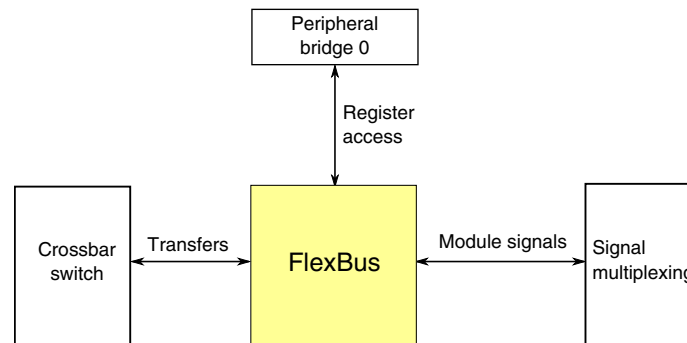 Peripheral
bridge 0
Register
access
Crossbar
switch
Transfers
FlexBus
Module signals
Signal
multiplexing